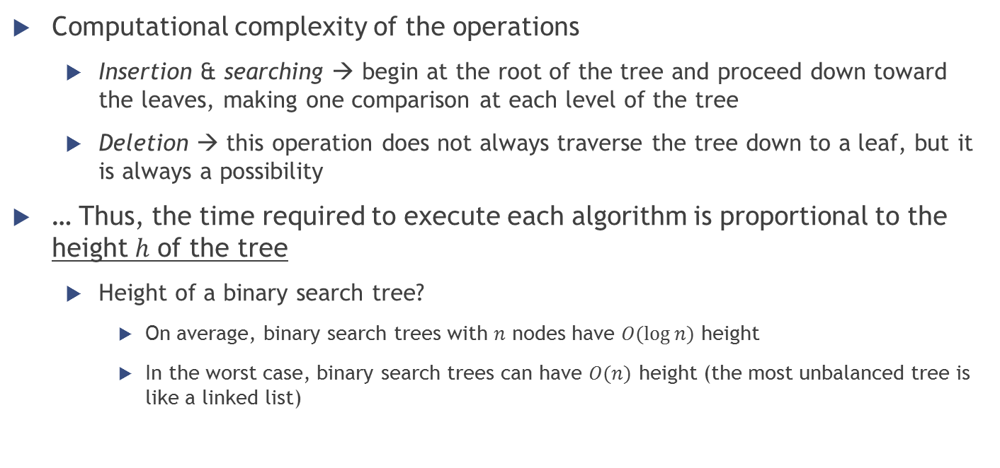 Computational complexity of the operations
Insertion & searching → begin at the root of the tree and proceed down toward
the leaves, making one comparison at each level of the tree
Deletion → this operation does not always traverse the tree down to a leaf, but it
is always a possibility
… Thus, the time required to execute each algorithm is proportional to the
height h of the tree
Height of a binary search tree?
On average, binary search trees with n nodes have O(log n) height
In the worst case, binary search trees can have O(n) height (the most unbalanced tree is
like a linked list)